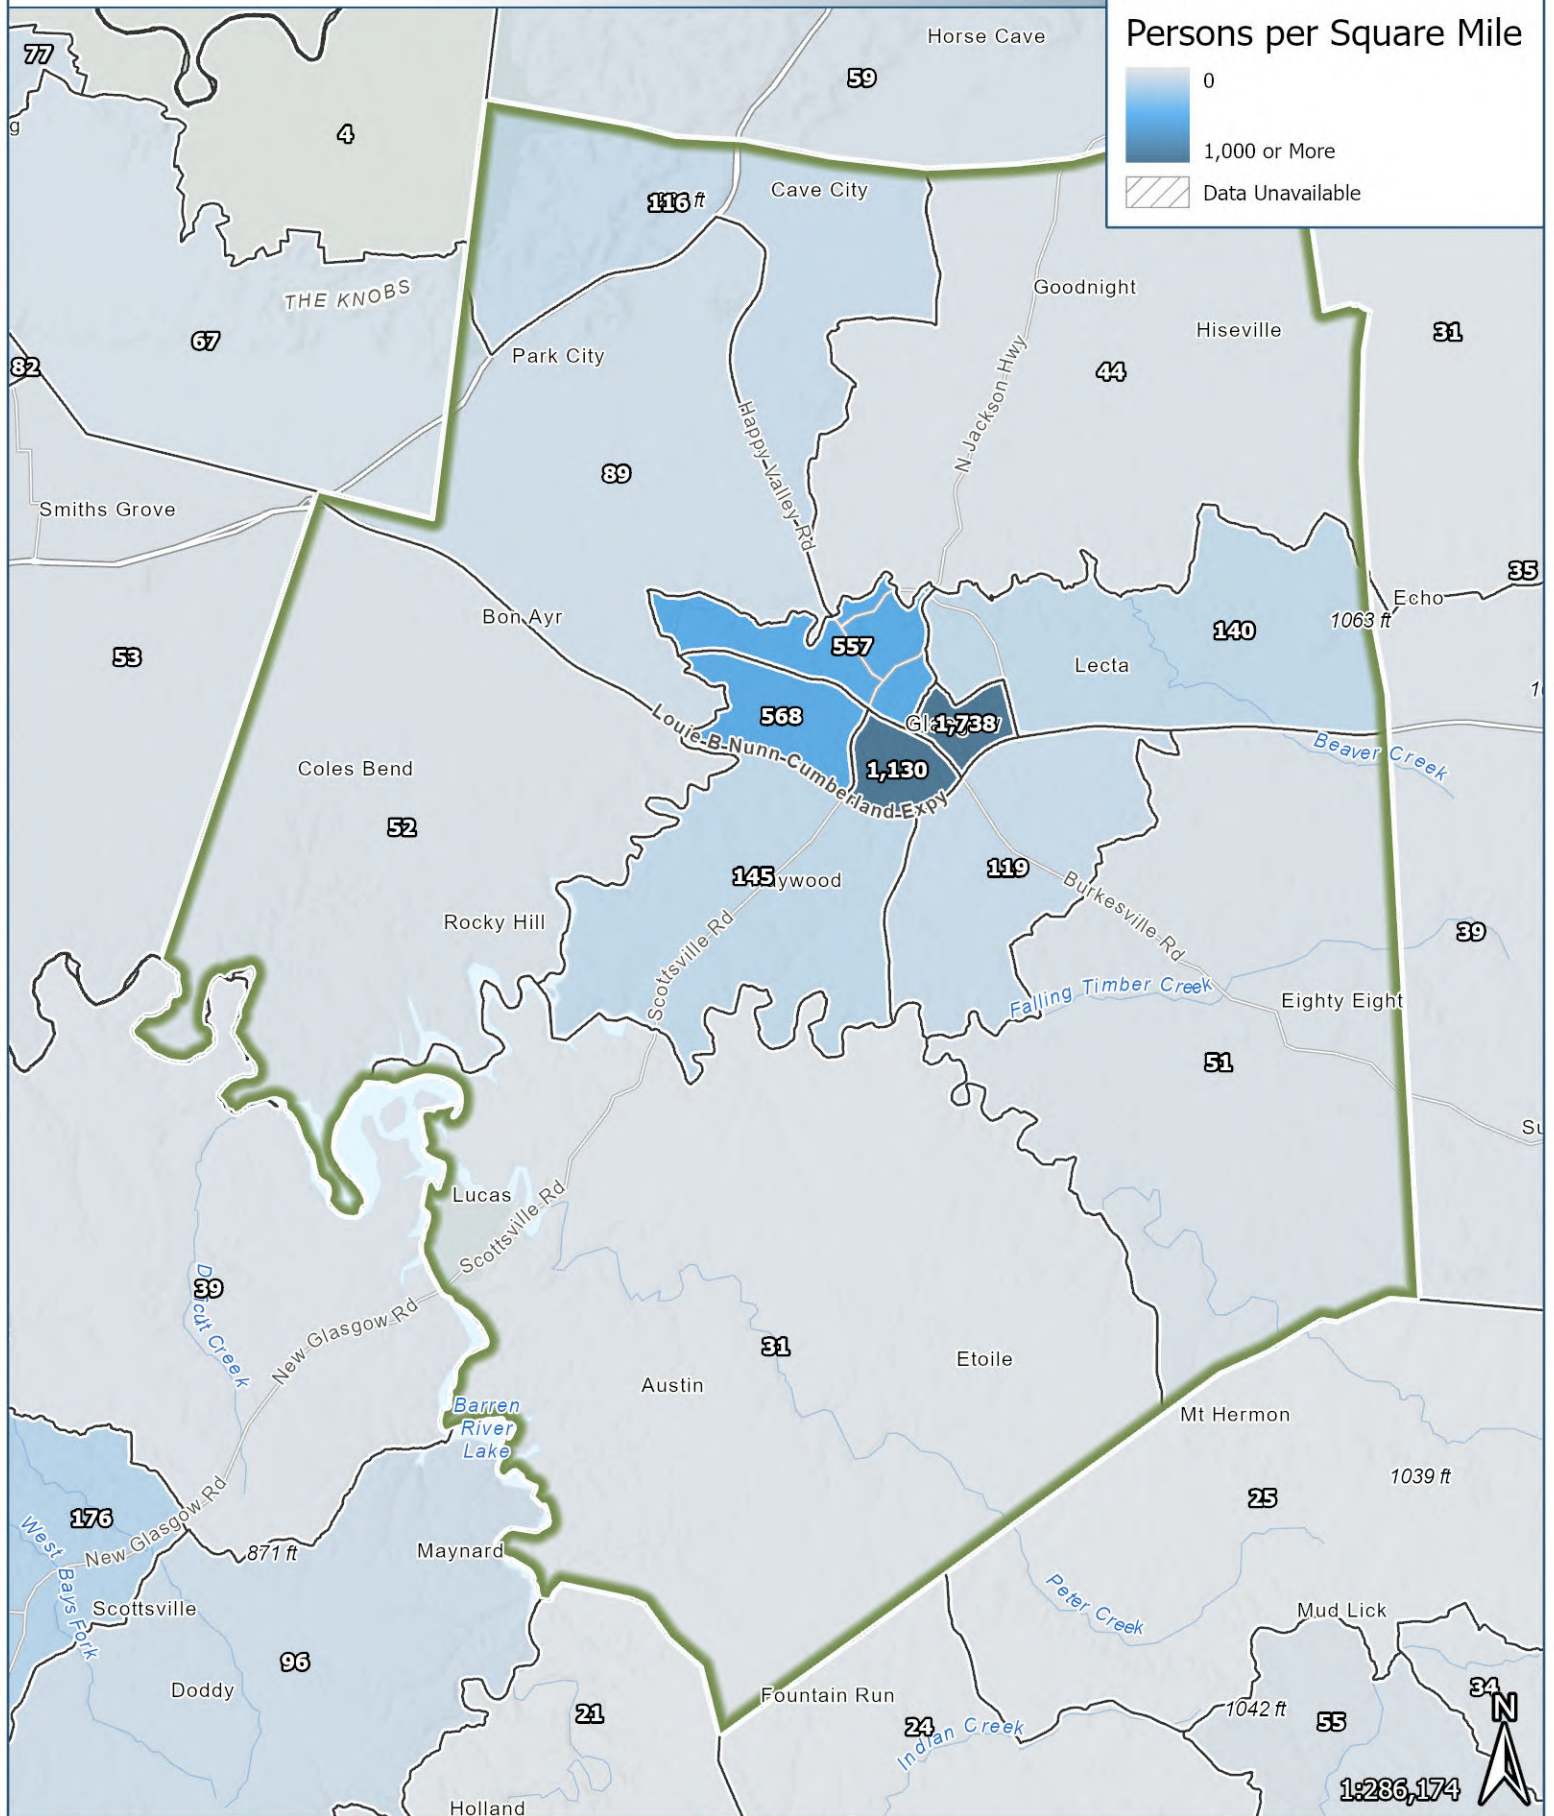 Persons per Square Mile
0
1,000 or More
Data Unavailable
Horse Cave
77
59
4
g
116
ft
Cave City
THE KNOBS
Goodnight
Hiseville
31
67
82
Park City
44
N Jackson Hwy
Happy Valley Rd
89
Smiths Grove
35
Echo
1063 ft
Bon Ayr
140
557
53
Lecta
568
1,738
Louie B Nunn Cumberland Expy
Beaver Creek
1,130
Coles Bend
52
119
145
ywood
Burkesville Rd
Rocky Hill
Scottsville Rd
39
Falling Timber Creek
Eighty Eight
51
Su
Lucas
Scottsville Rd
39
New Glasgow Rd
31
Etoile
Austin
Barren
River
Lake
Mt Hermon
1039 ft
25
176
New Glasgow Rd
West Bays Fork
871 ft
Maynard
Peter Creek
Scottsville
Mud Lick
96
Doddy
34
N
Fountain Run
21
24
Indian Creek
1042 ft
55
1:286,174
Holland